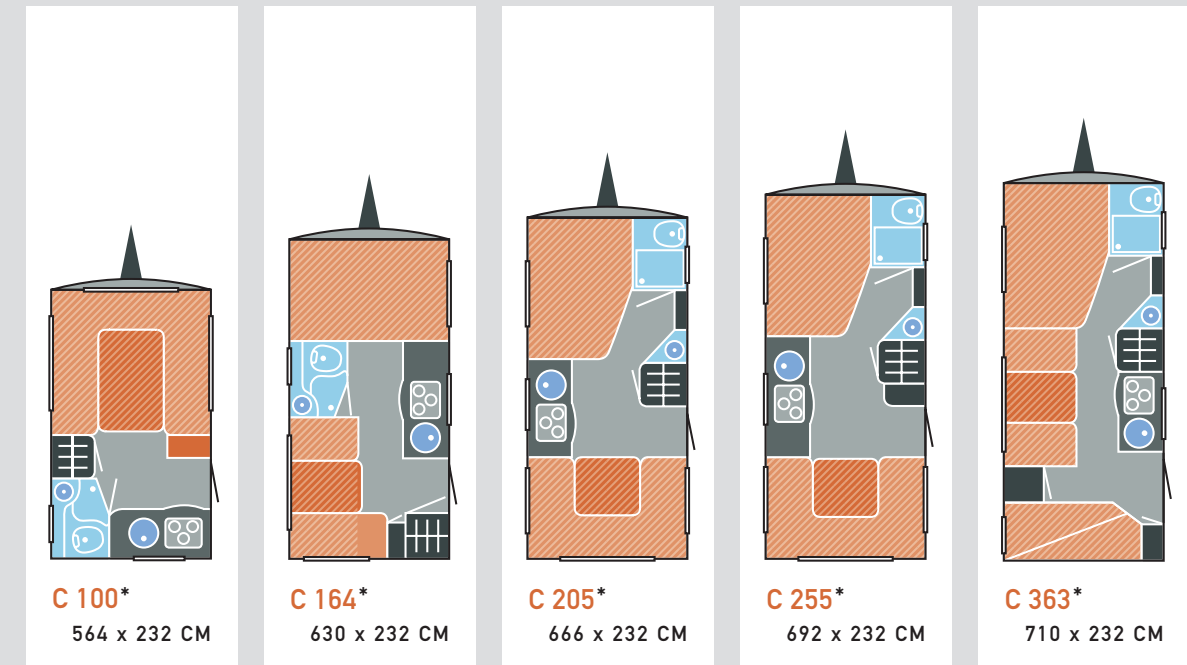 C 100*
564 x 232 CM
C 164*
630 x 232 CM
C 205*
666 x 232 CM
C 255*
692 x 232 CM
C 363*
710 x 232 CM